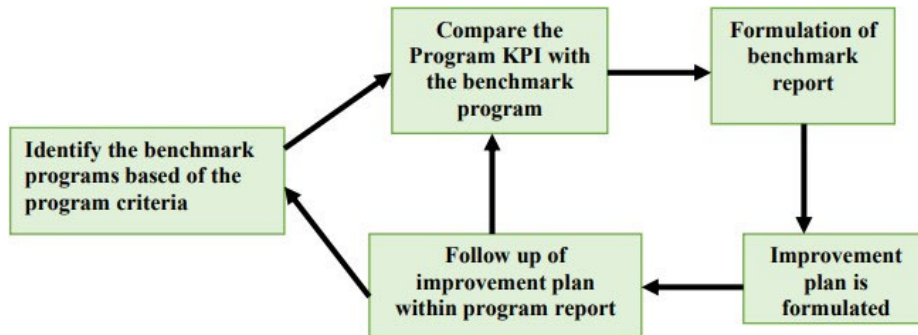 Compare the
Program KPI with
the benchmark
program
Formulation of
benchmark
report
Identify the benchmark
programs based of the
program criteria
Follow up of
improvement plan
within program report
Improvement
plan is
formulated